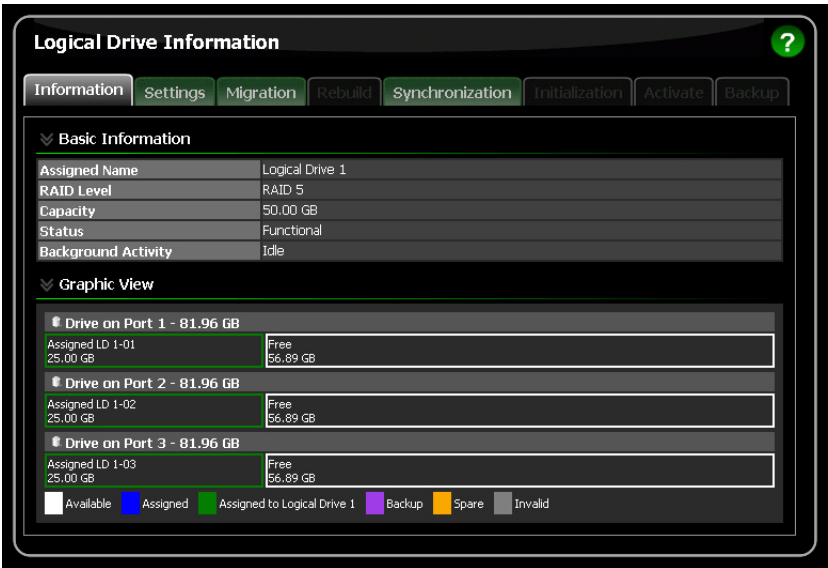 Logical Drive Information
?
Information Settings Migration Rebuild Synchronization Initialization Activate Backup
Basic Information
Assigned Name Logical Drive 1
RAID Level RAID 5
Capacity 50.00 GB
Status Functional
Background Activity Idle
Graphic View
Drive on Port 1 - 81.96 GB
Assigned LD 1-01 Free
25.00 GB 56.89 GB
Drive on Port 2 - 81.96 GB
Assigned LD 1-02 Free
25.00 GB 56.89 GB
Drive on Port 3 - 81.96 GB
Assigned LD 1-03 Free
25.00 GB 56.89 GB
Available Assigned Assigned to Logical Drive 1 Backup Spare Invalid